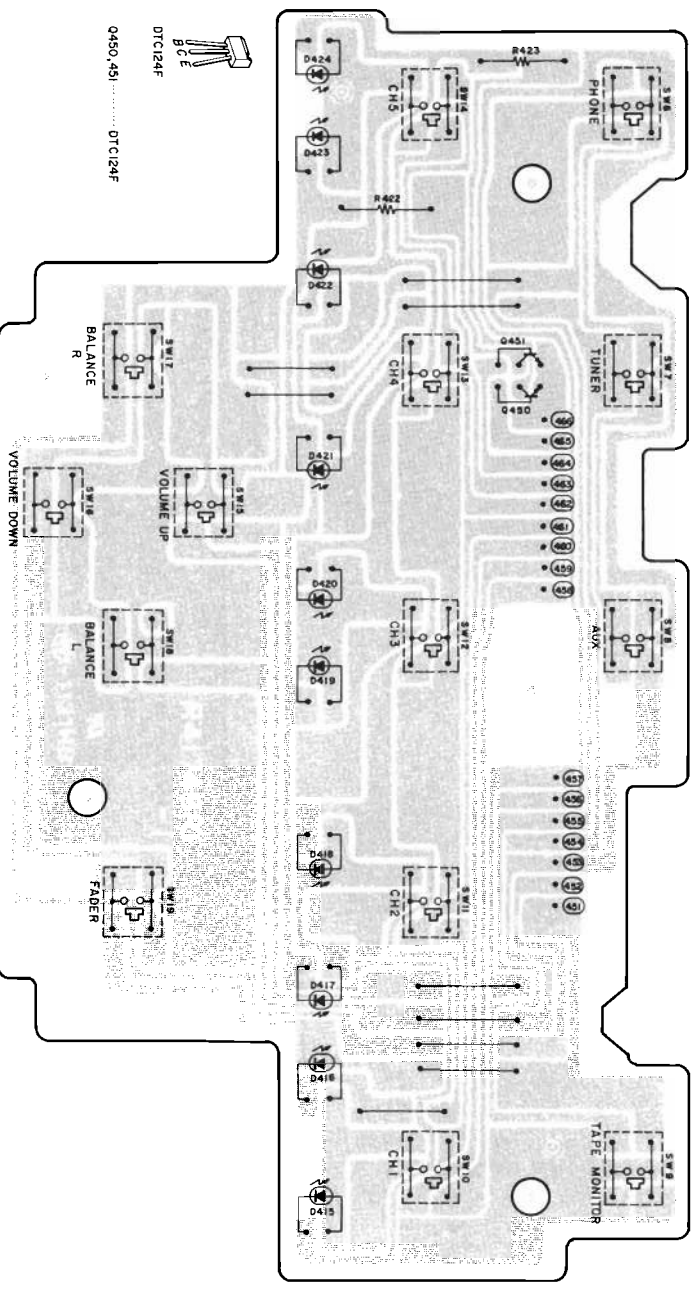 DTC124F
B C E
Q450, 451............DTC124F
D424
D423
D422
D421
D420
D419
D418
D417
D416
D415
R423
R422
SW14
CH5
SW13
CH4
SW12
CH3
SW11
CH2
SW10
CH1
SW6
PHONE
SW7
TUNER
SW8
AUX
SW9
TAPE MONITOR
Q451
Q450
466
465
464
463
462
461
460
459
458
457
456
455
454
453
452
451
SW17
BALANCE
R
SW15
VOLUME UP
SW16
VOLUME DOWN
SW18
BALANCE
L
SW19
FADER